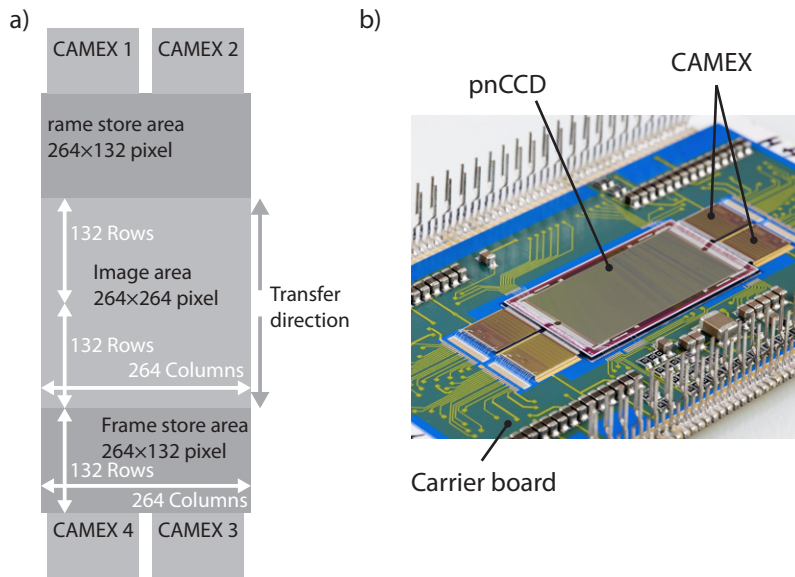 a)
CAMEX 1
CAMEX 2
rame store area
264×132 pixel
132 Rows
Image area
264×264 pixel
Transfer
direction
132 Rows
264 Columns
Frame store area
264×132 pixel
132 Rows
264 Columns
CAMEX 4
CAMEX 3
b)
CAMEX
pnCCD
Carrier board